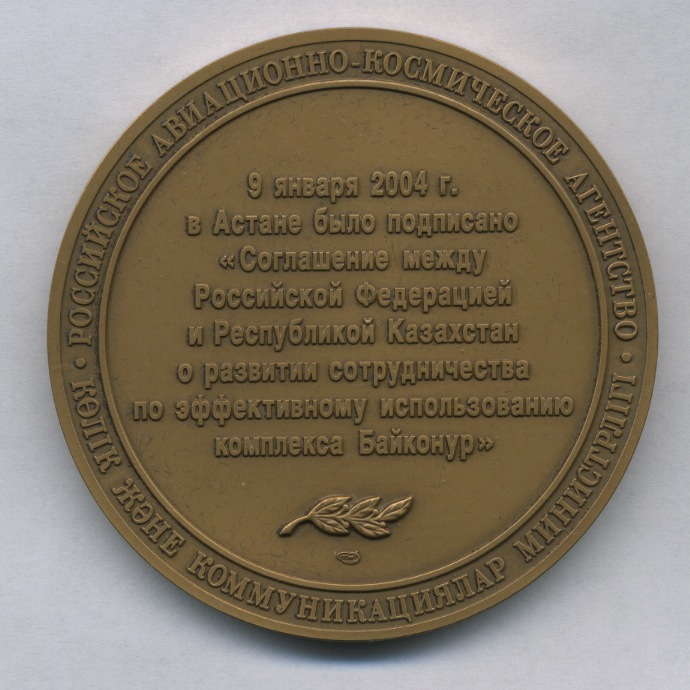 РОССИЙСКОЕ АВИАЦИОННО-КОСМИЧЕСКОЕ АГЕНТСТВО
9 января 2004 г.
в Астане было подписано
«Соглашение между
Российской Федерацией
и Республикой Казахстан
о развитии сотрудничества
по эффективному использованию
комплекса Байконур»
КӨЛІК ЖӘНЕ КОММУНИКАЦИЯЛАР МИНИСТРЛІГІ